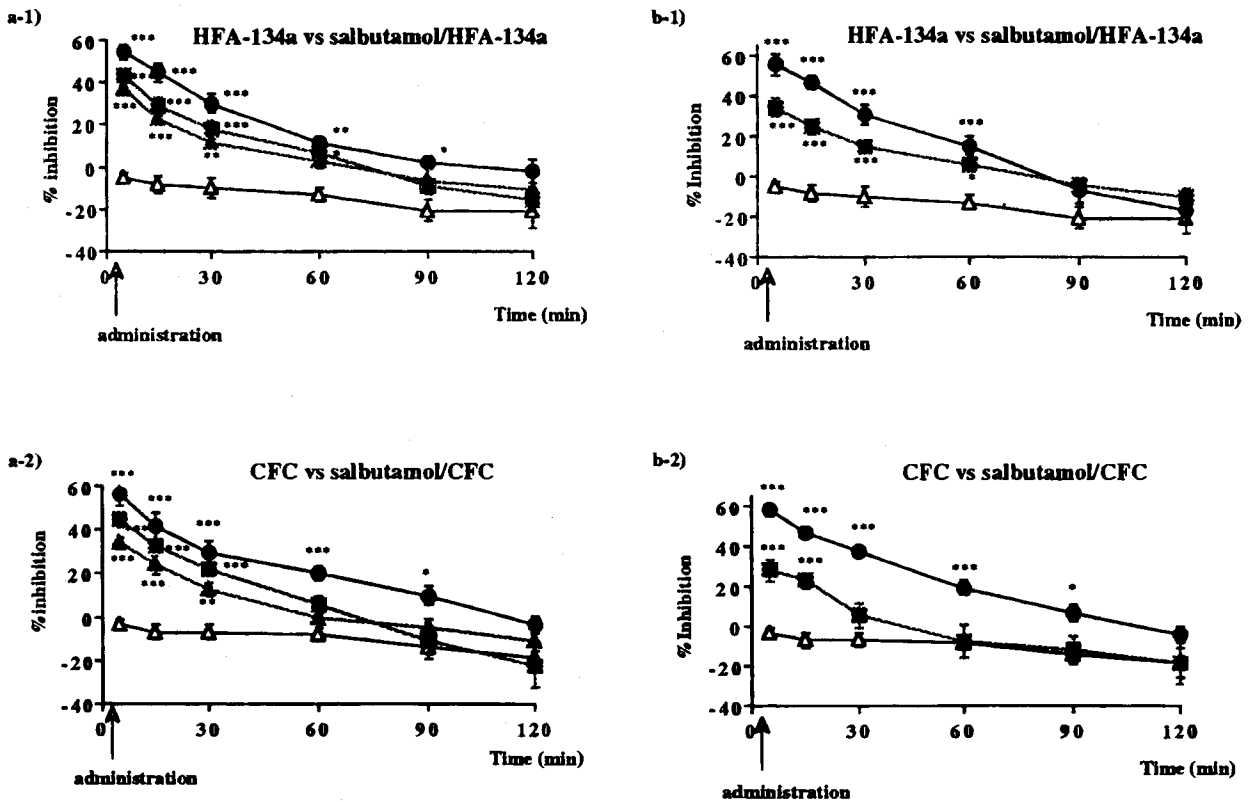 a-1)
HFA-134a vs salbutamol/HFA-134a
60
40
20
0
-20
-40
% inhibition
***
***
***
**
*
***
***
***
*
***
***
**
0 30 60 90 120
Time (min)
administration
b-1)
HFA-134a vs salbutamol/HFA-134a
60
40
20
0
-20
-40
% Inhibition
***
***
***
***
***
***
***
*
0 30 60 90 120
Time (min)
administration
a-2)
CFC vs salbutamol/CFC
60
40
20
0
-20
-40
% inhibition
***
***
***
***
*
***
***
***
***
***
**
0 30 60 90 120
Time (min)
administration
b-2)
CFC vs salbutamol/CFC
60
40
20
0
-20
-40
% Inhibition
***
***
***
***
*
***
***
0 30 60 90 120
Time (min)
administration